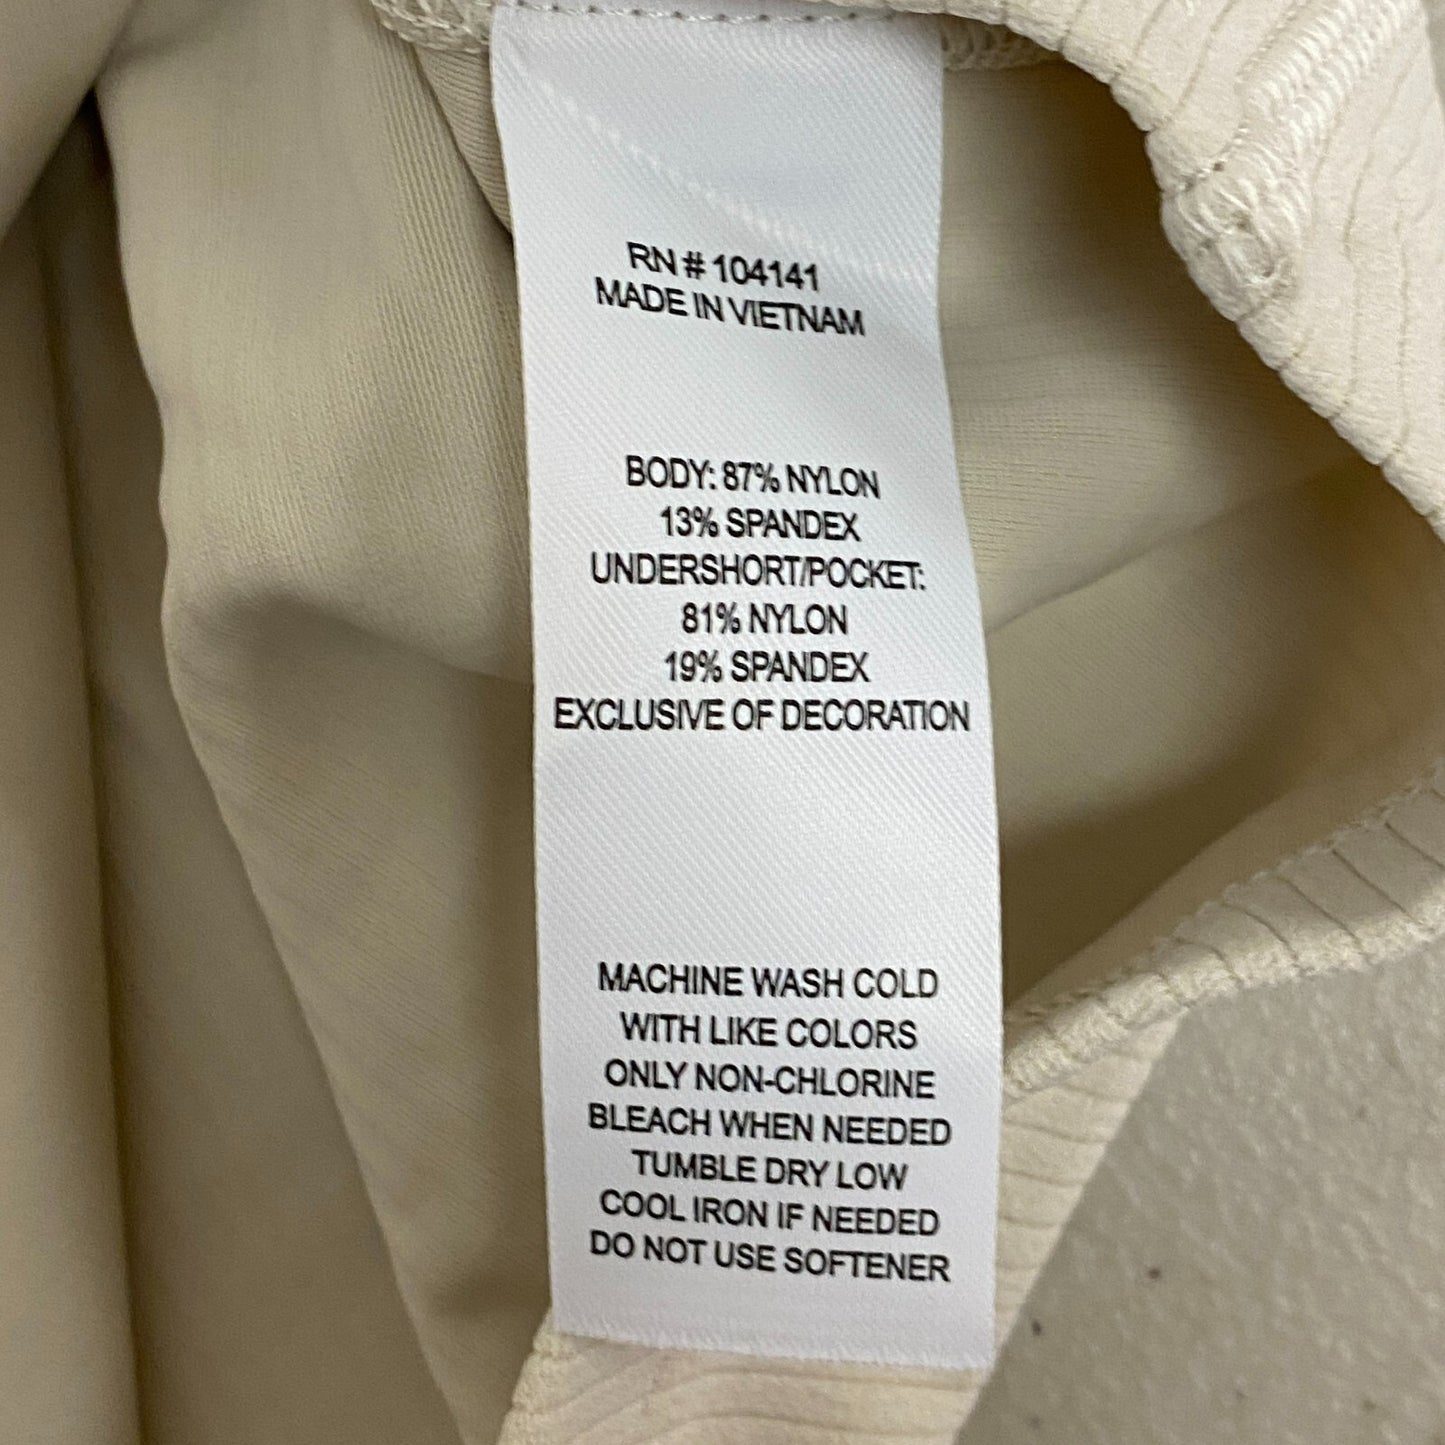 RN # 104141
MADE IN VIETNAM
BODY: 87% NYLON
13% SPANDEX
UNDERSHORT/POCKET:
81% NYLON
19% SPANDEX
EXCLUSIVE OF DECORATION
MACHINE WASH COLD
WITH LIKE COLORS
ONLY NON-CHLORINE
BLEACH WHEN NEEDED
TUMBLE DRY LOW
COOL IRON IF NEEDED
DO NOT USE SOFTENER